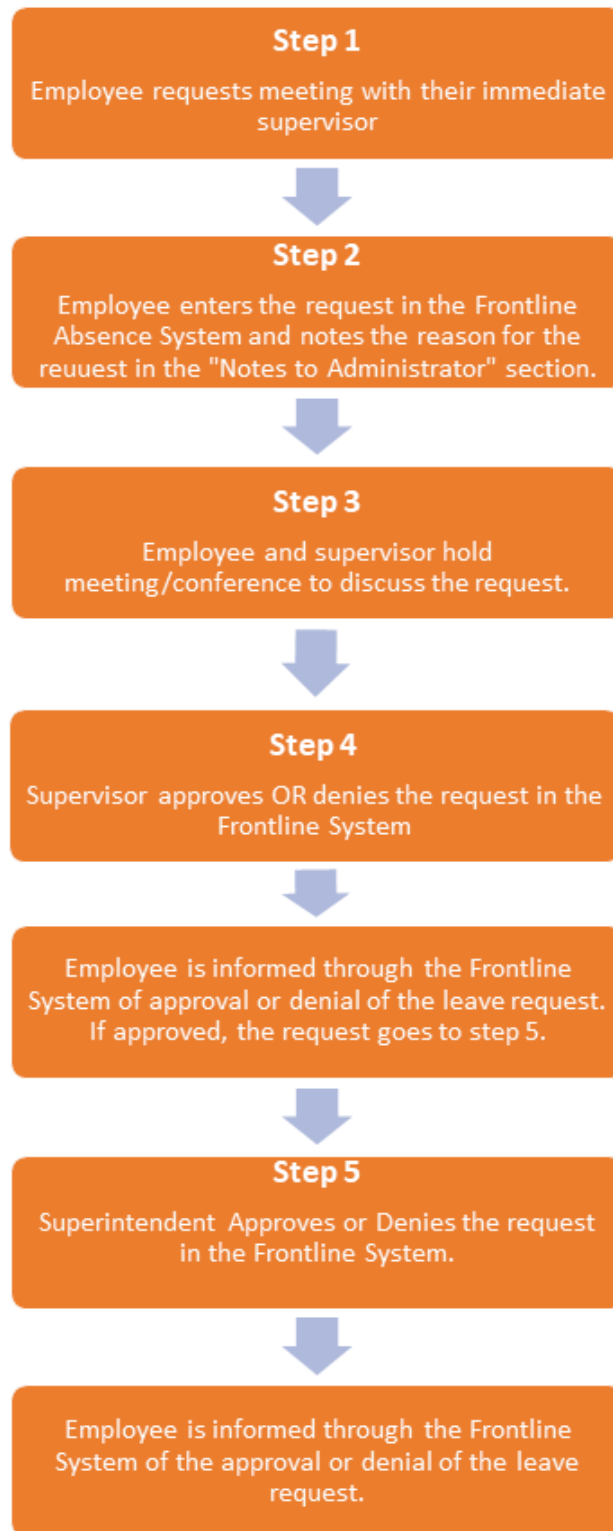 Step 1
Employee requests meeting with their immediate
supervisor
Step 2
Employee enters the request in the Frontline
Absence System and notes the reason for the
reuuest in the "Notes to Administrator" section.
Step 3
Employee and supervisor hold
meeting/conference to discuss the request.
Step 4
Supervisor approves OR denies the request in the
Frontline System
Employee is informed through the Frontline
System of approval or denial of the leave request.
If approved, the request goes to step 5.
Step 5
Superintendent Approves or Denies the request
in the Frontline System.
Employee is informed through the Frontline
System of the approval or denial of the leave
request.